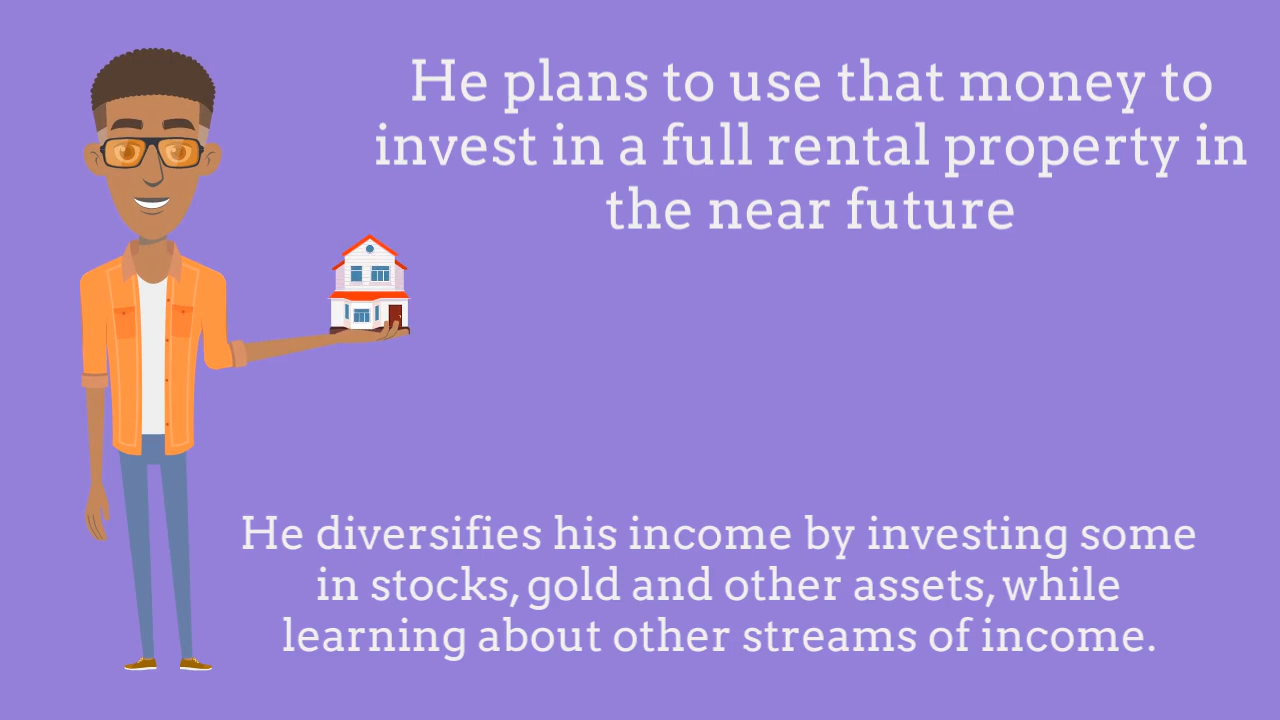 He plans to use that money to
invest in a full rental property in
the near future
He diversifies his income by investing some
in stocks, gold and other assets, while
learning about other streams of income.